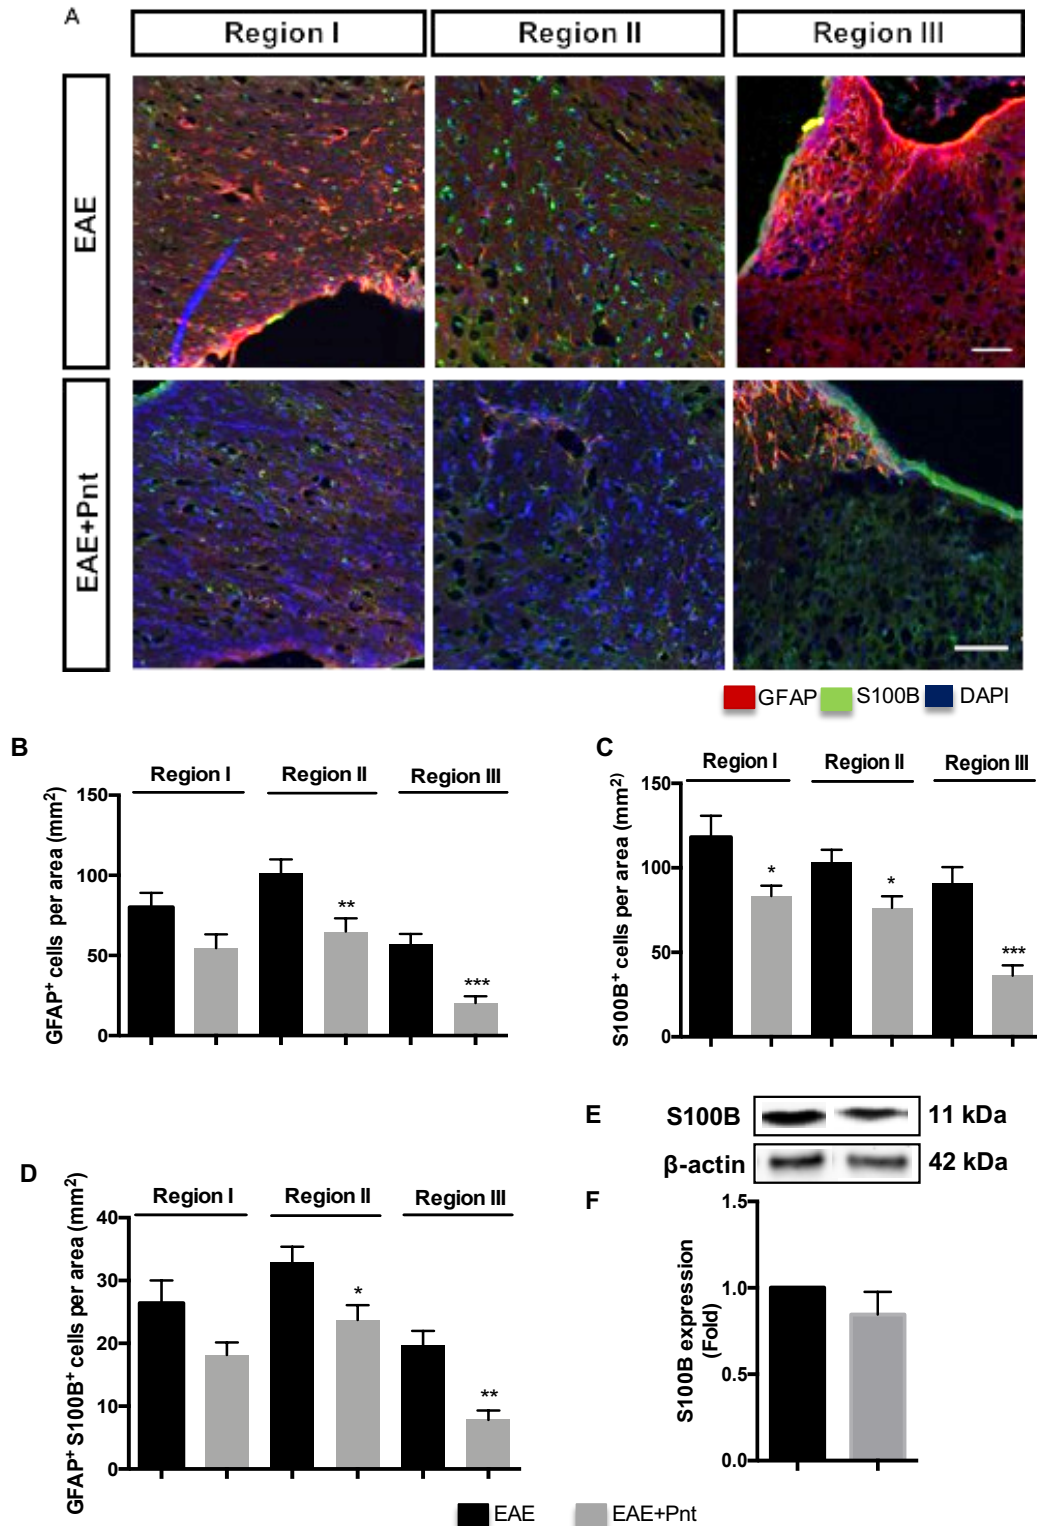 A
Region I Region II Region III
EAE
EAE+Pnt
GFAP S100B DAPI
B
Region I Region II Region III
GFAP⁺ cells per area (mm²)
150
100
50
0
**
***
C
Region I Region II Region III
S100B⁺ cells per area (mm²)
150
100
50
0
*
*
***
D
Region I Region II Region III
GFAP⁺ S100B⁺ cells per area (mm²)
40
30
20
10
0
*
**
E
S100B 11 kDa
β-actin 42 kDa
F
S100B expression
(Fold)
1.5
1.0
0.5
0.0
EAE EAE+Pnt